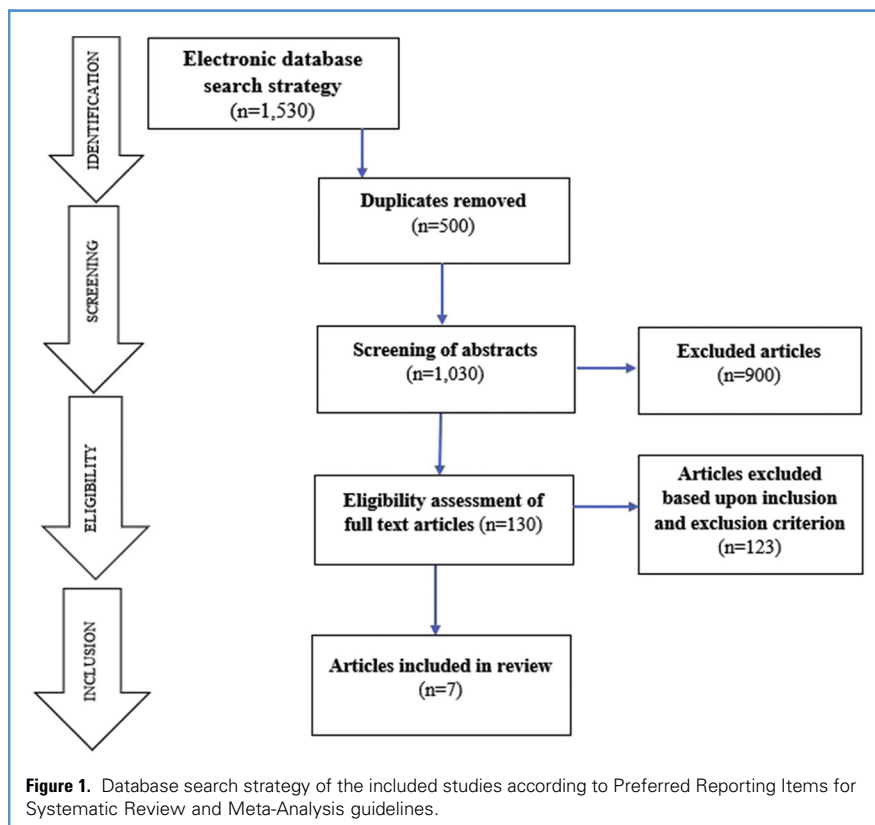 IDENTIFICATION
Electronic database
search strategy
(n=1,530)
Duplicates removed
(n=500)
SCREENING
Screening of abstracts
(n=1,030)
Excluded articles
(n=900)
ELIGIBILITY
Eligibility assessment of
full text articles (n=130)
Articles excluded
based upon inclusion
and exclusion criterion
(n=123)
INCLUSION
Articles included in review
(n=7)
Figure 1. Database search strategy of the included studies according to Preferred Reporting Items for
Systematic Review and Meta-Analysis guidelines.